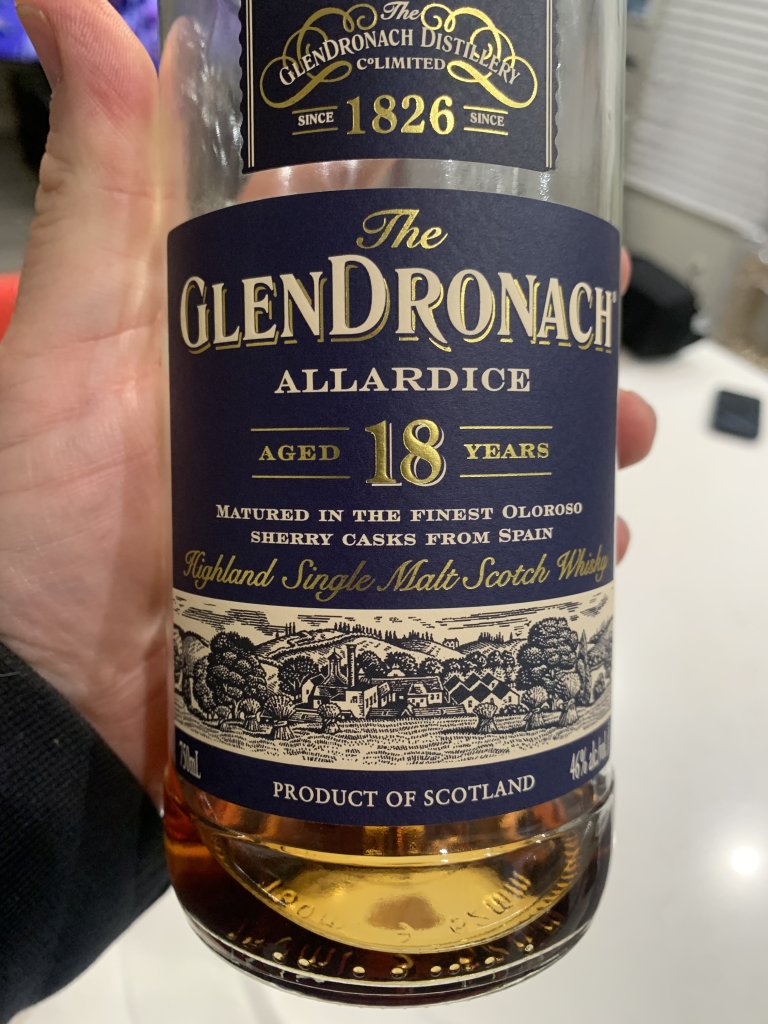 The
GLENDRONACH DISTILLERY
Co LIMITED
SINCE 1826 SINCE
The
GLENDRONACH
ALLARDICE
AGED 18 YEARS
MATURED IN THE FINEST OLOROSO
SHERRY CASKS FROM SPAIN
Highland Single Malt Scotch Whisky
750mL 46%
PRODUCT OF SCOTLAND